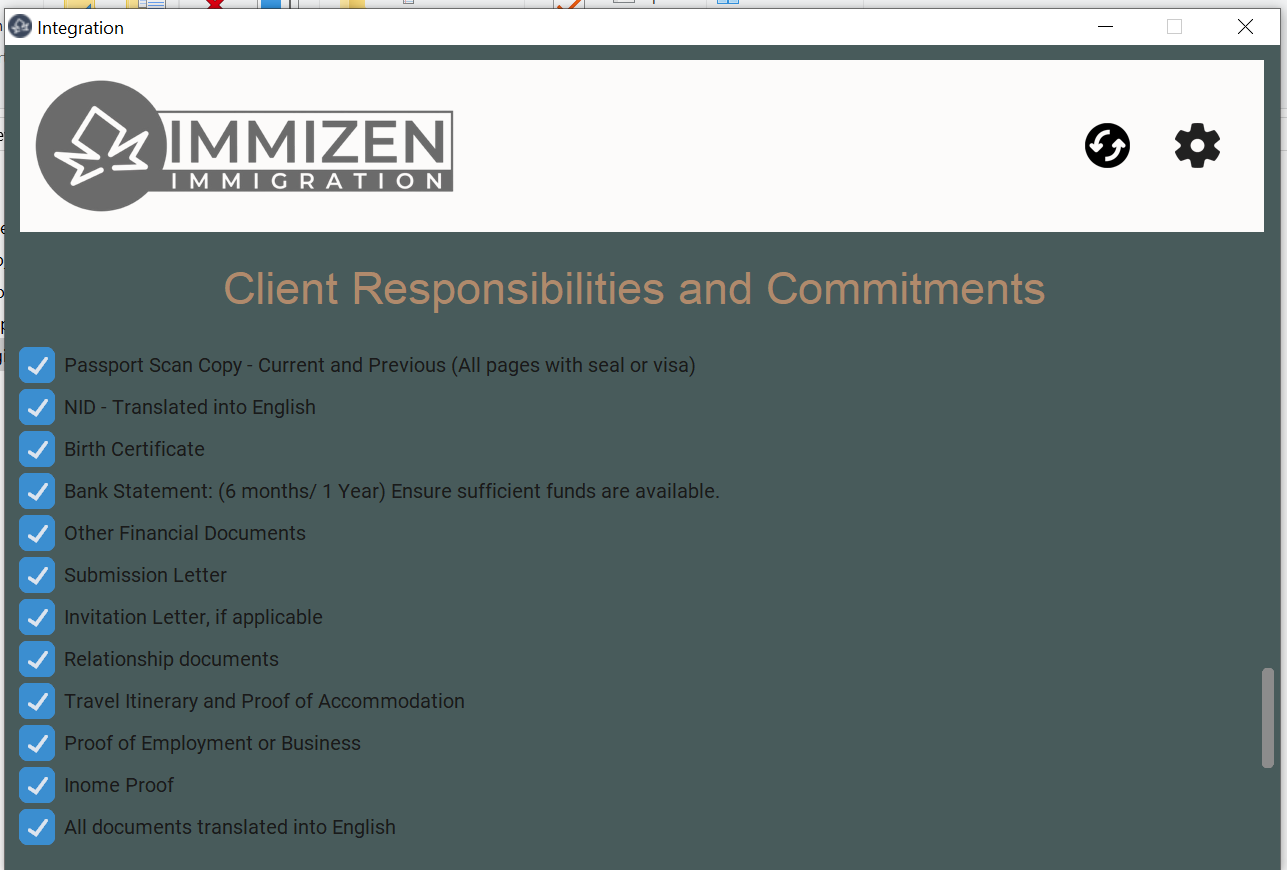 Integration
IMMIZEN
IMMIGRATION
Client Responsibilities and Commitments
Passport Scan Copy - Current and Previous (All pages with seal or visa)
NID - Translated into English
Birth Certificate
Bank Statement: (6 months/ 1 Year) Ensure sufficient funds are available.
Other Financial Documents
Submission Letter
Invitation Letter, if applicable
Relationship documents
Travel Itinerary and Proof of Accommodation
Proof of Employment or Business
Inome Proof
All documents translated into English